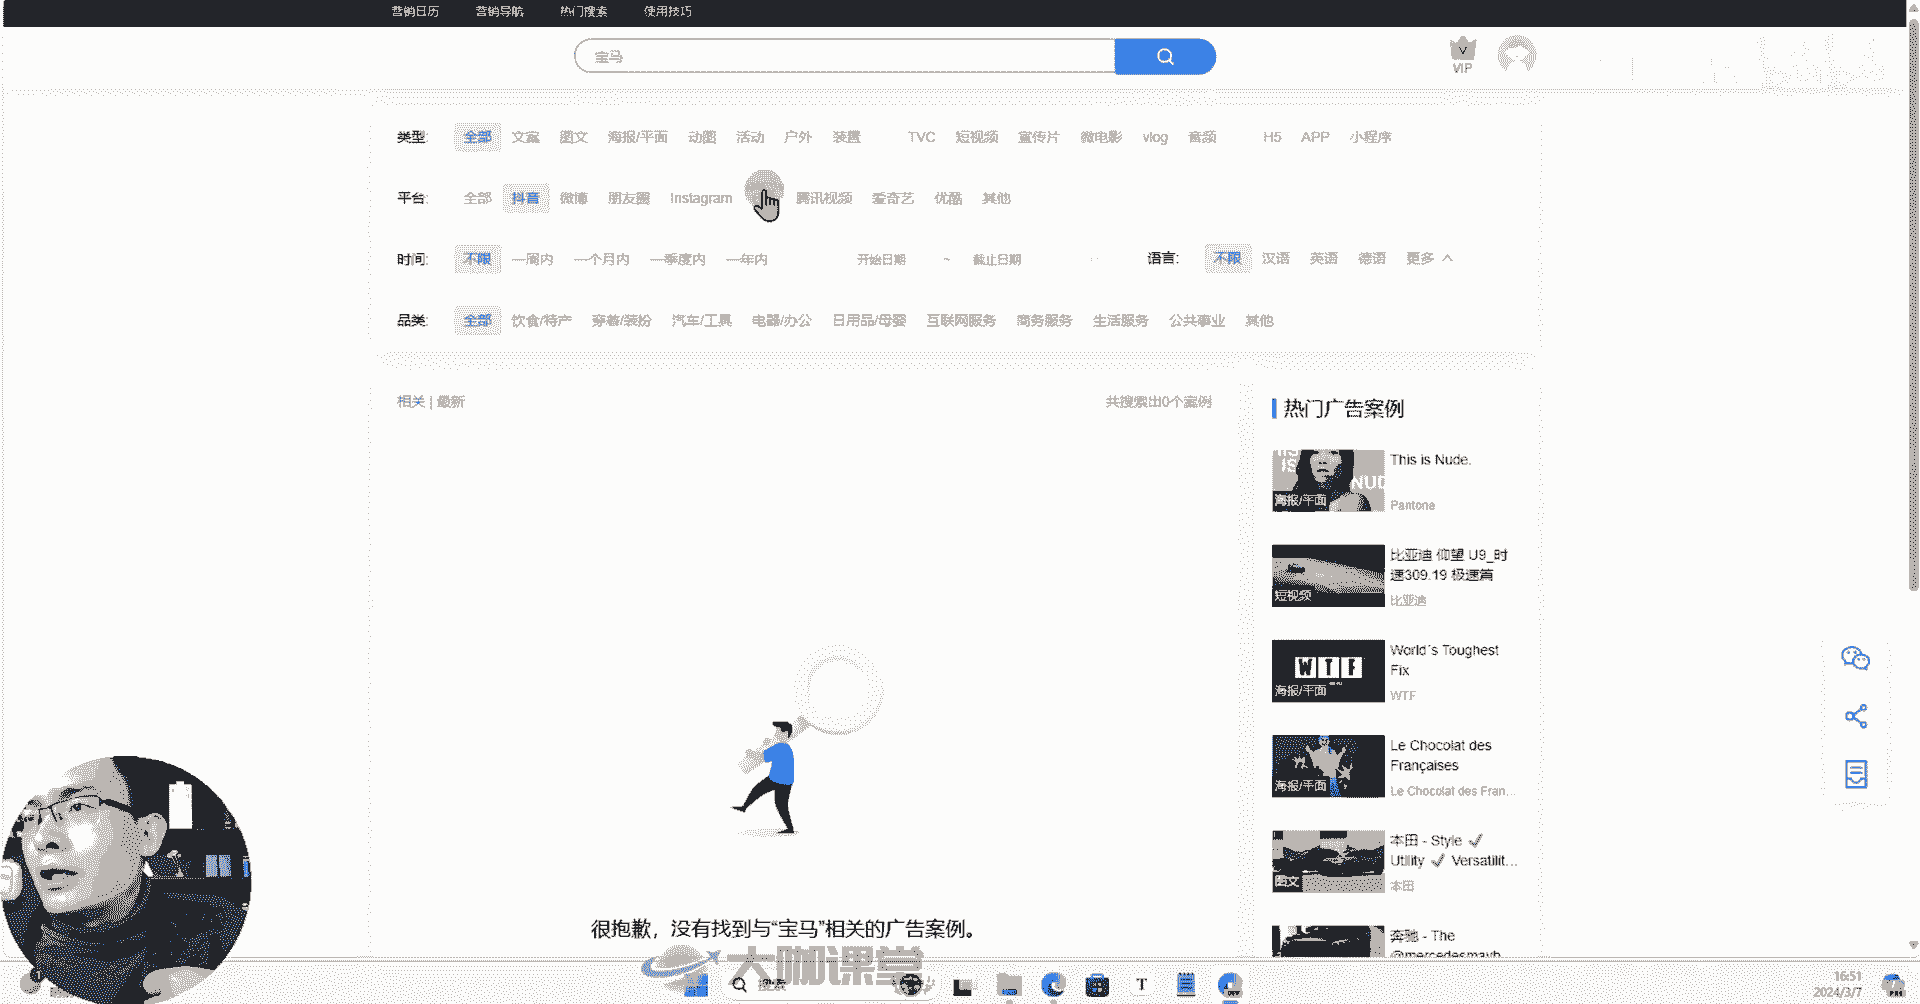 营销日历 营销导航 热门搜索 使用技巧
宝马
VIP
类型: 全部 文案 图文 海报/平面 动图 活动 户外 装置 TVC 短视频 宣传片 微电影 vlog 音频 H5 APP 小程序
平台: 全部 抖音 微博 朋友圈 Instagram 腾讯视频 爱奇艺 优酷 其他
时间: 不限 一周内 一个月内 一季度内 一年内 开始日期 ~ 截止日期 语言: 不限 汉语 英语 德语 更多
品类: 全部 饮食/特产 穿着/装扮 汽车/工具 电器/办公 日用品/母婴 互联网服务 商务服务 生活服务 公共事业 其他
相关 | 最新 共搜索出0个案例
很抱歉，没有找到与“宝马”相关的广告案例。
热门广告案例
海报/平面
This is Nude.
Pantone
短视频
比亚迪 仰望 U9_时
速309.19 极速篇
比亚迪
WTF
海报/平面
World´s Toughest
Fix
WTF
海报/平面
Le Chocolat des
Françaises
Le Chocolat des Fran...
图文
本田 - Style ✓
Utility ✓ Versatilit...
本田
奔驰 - The
@mercedesmayb
大咖课堂
搜索
16:51
2024/3/7